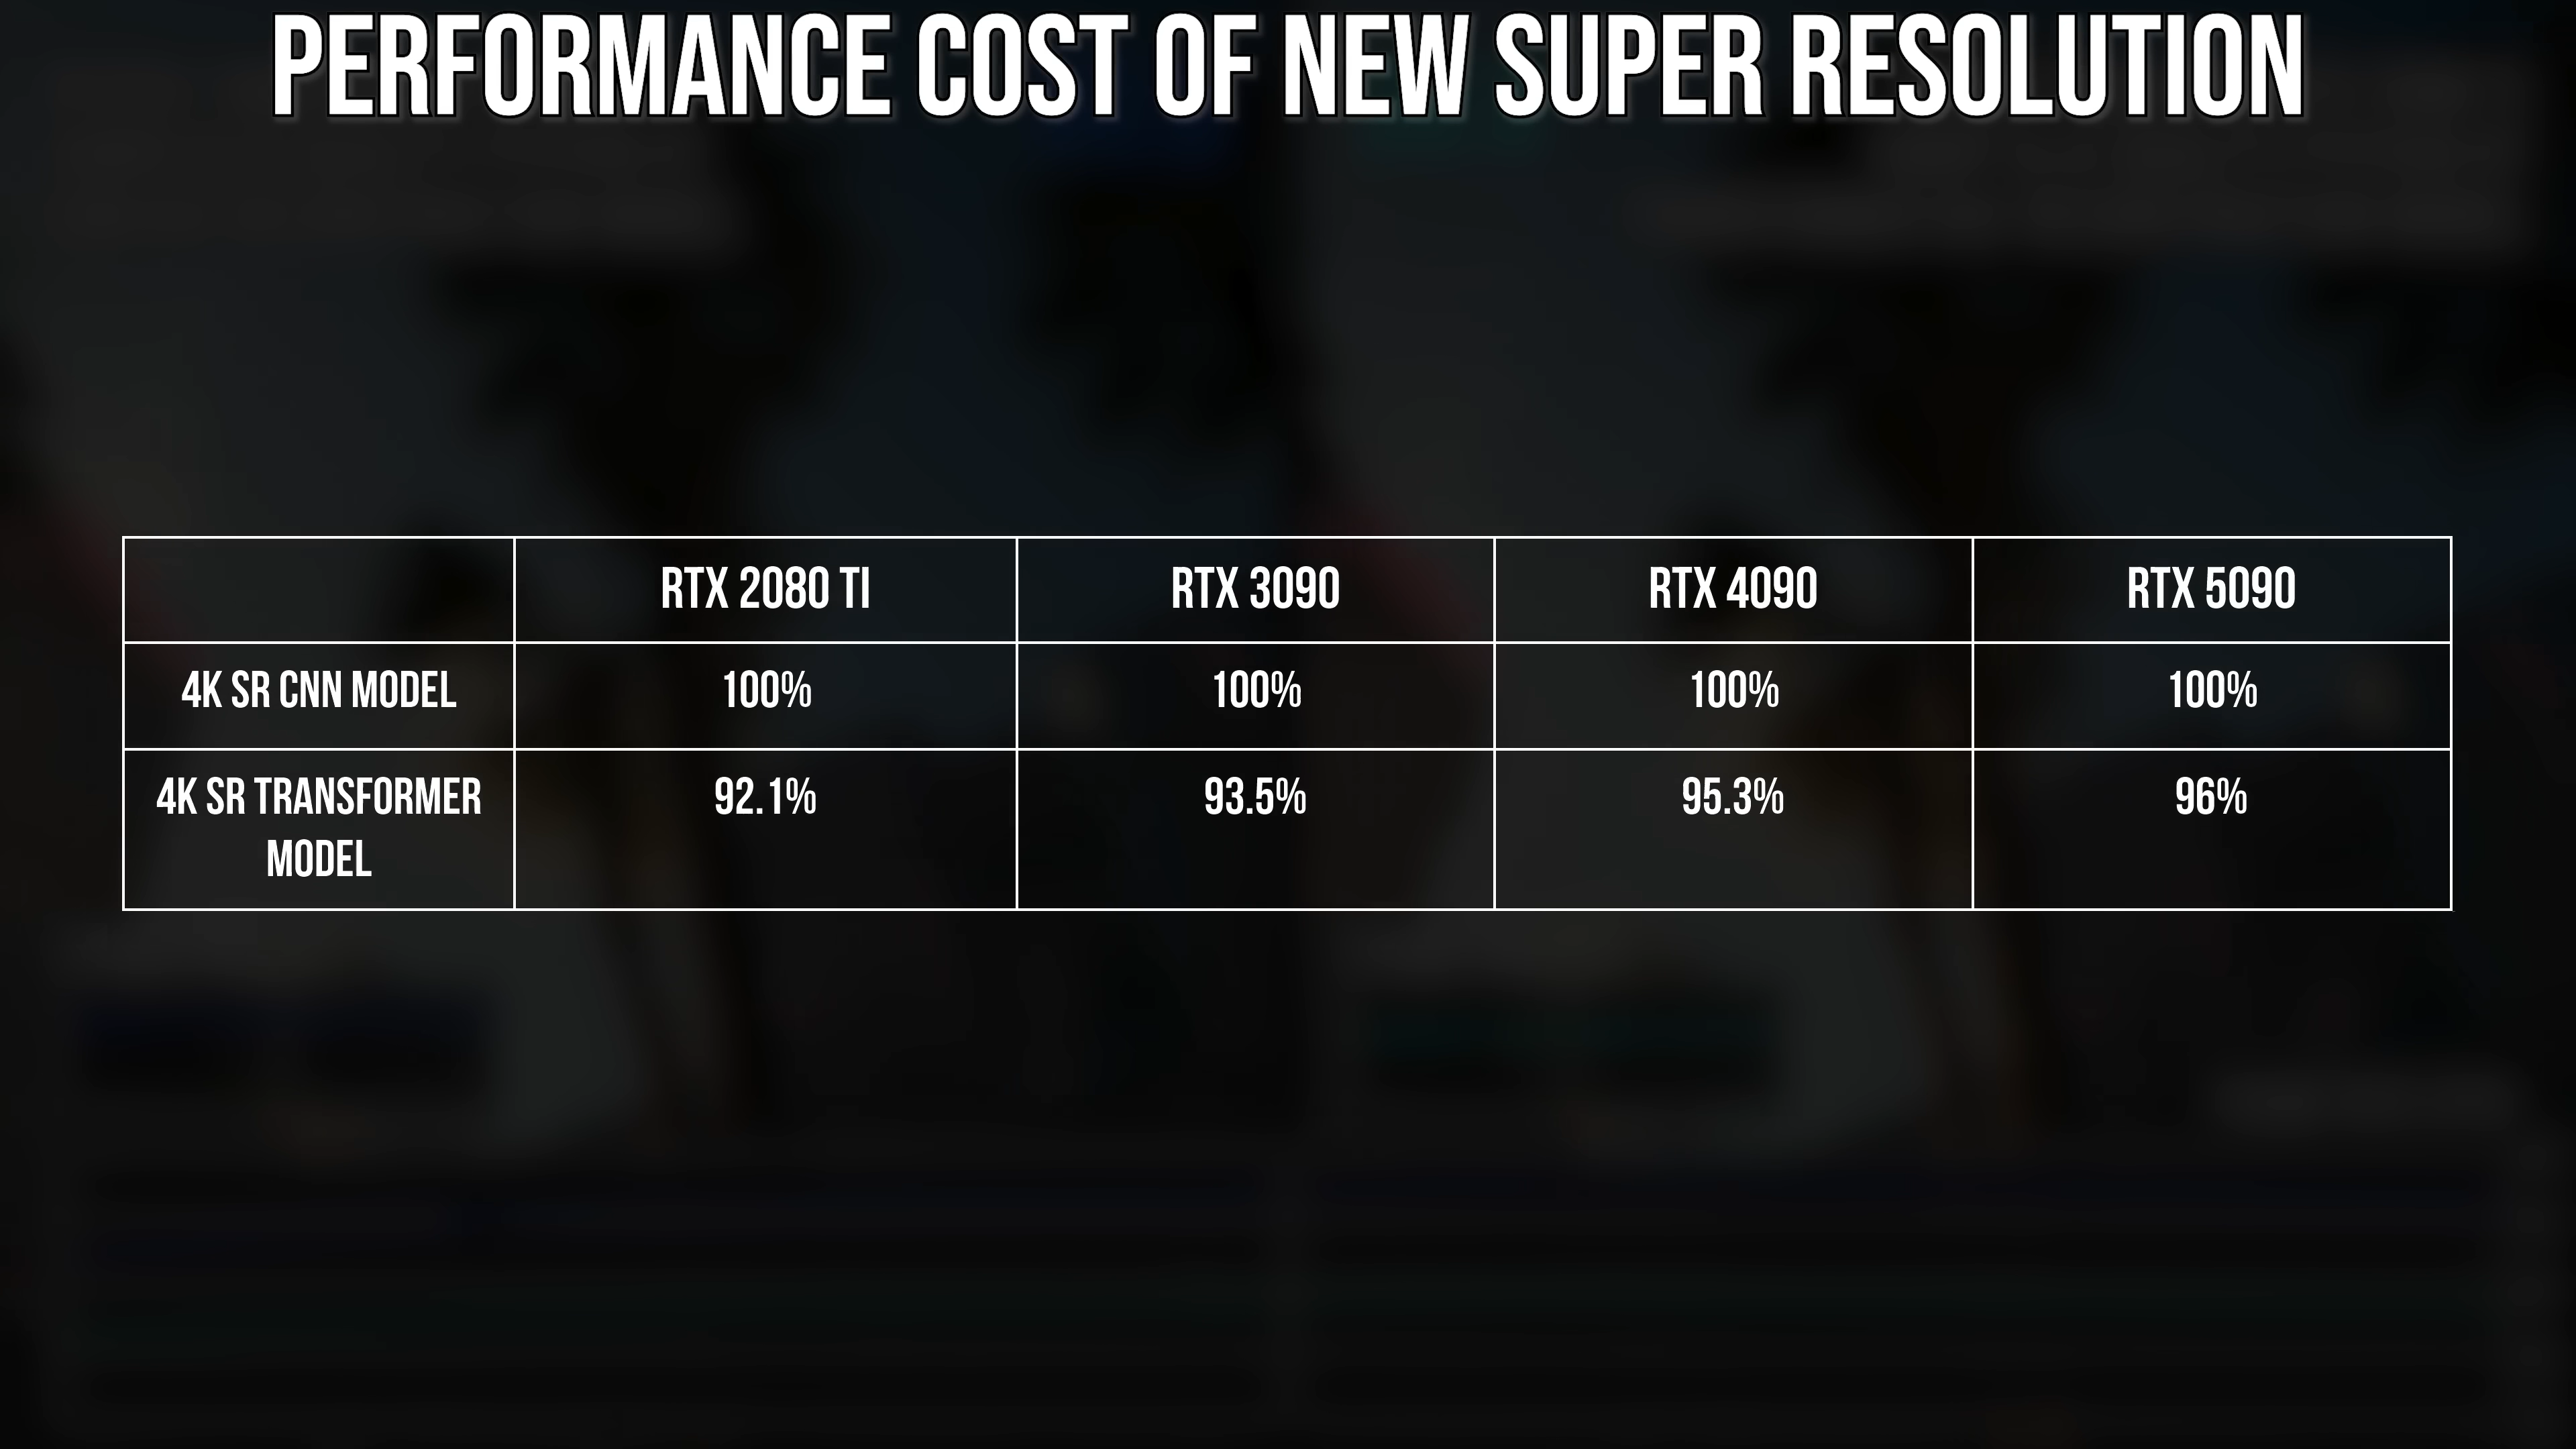 PERFORMANCE COST OF NEW SUPER RESOLUTION
RTX 2080 TI RTX 3090 RTX 4090 RTX 5090
4K SR CNN MODEL 100% 100% 100% 100%
4K SR TRANSFORMER 92.1% 93.5% 95.3% 96%
MODEL